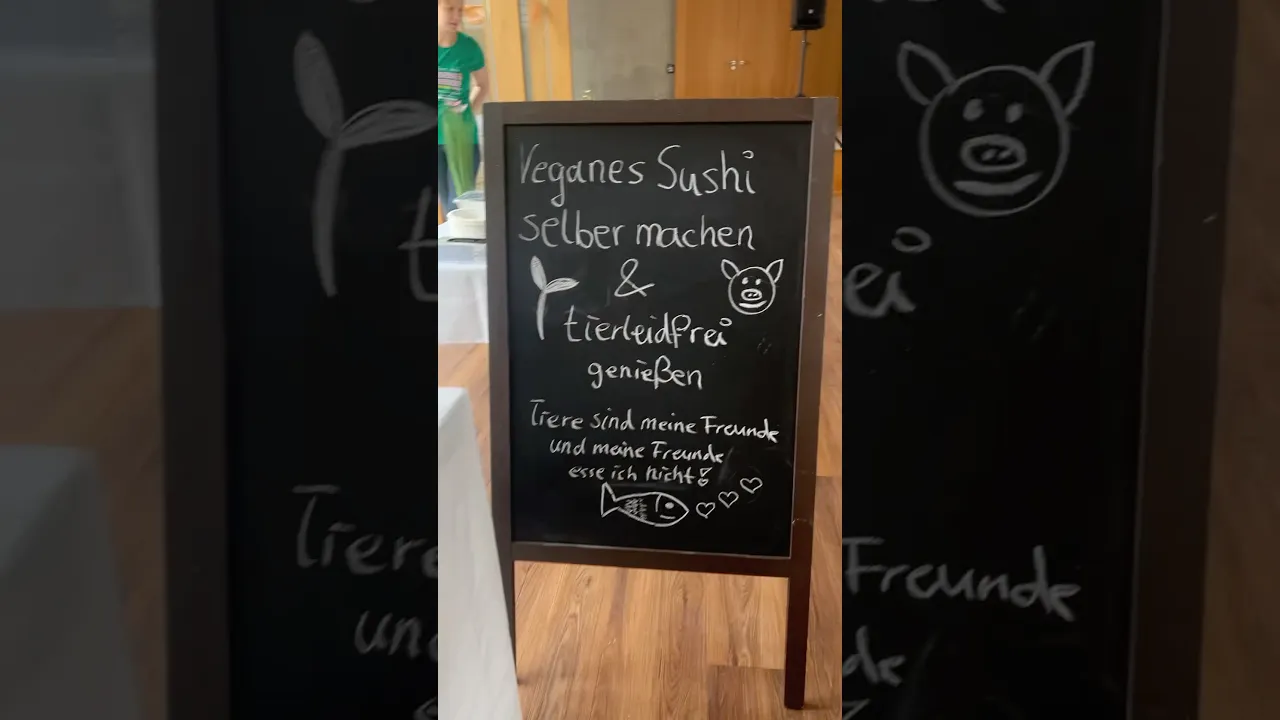 Veganes Sushi
selber machen
&
tierleidfrei
genießen
Tiere sind meine Freunde
und meine Freunde
esse ich nicht!